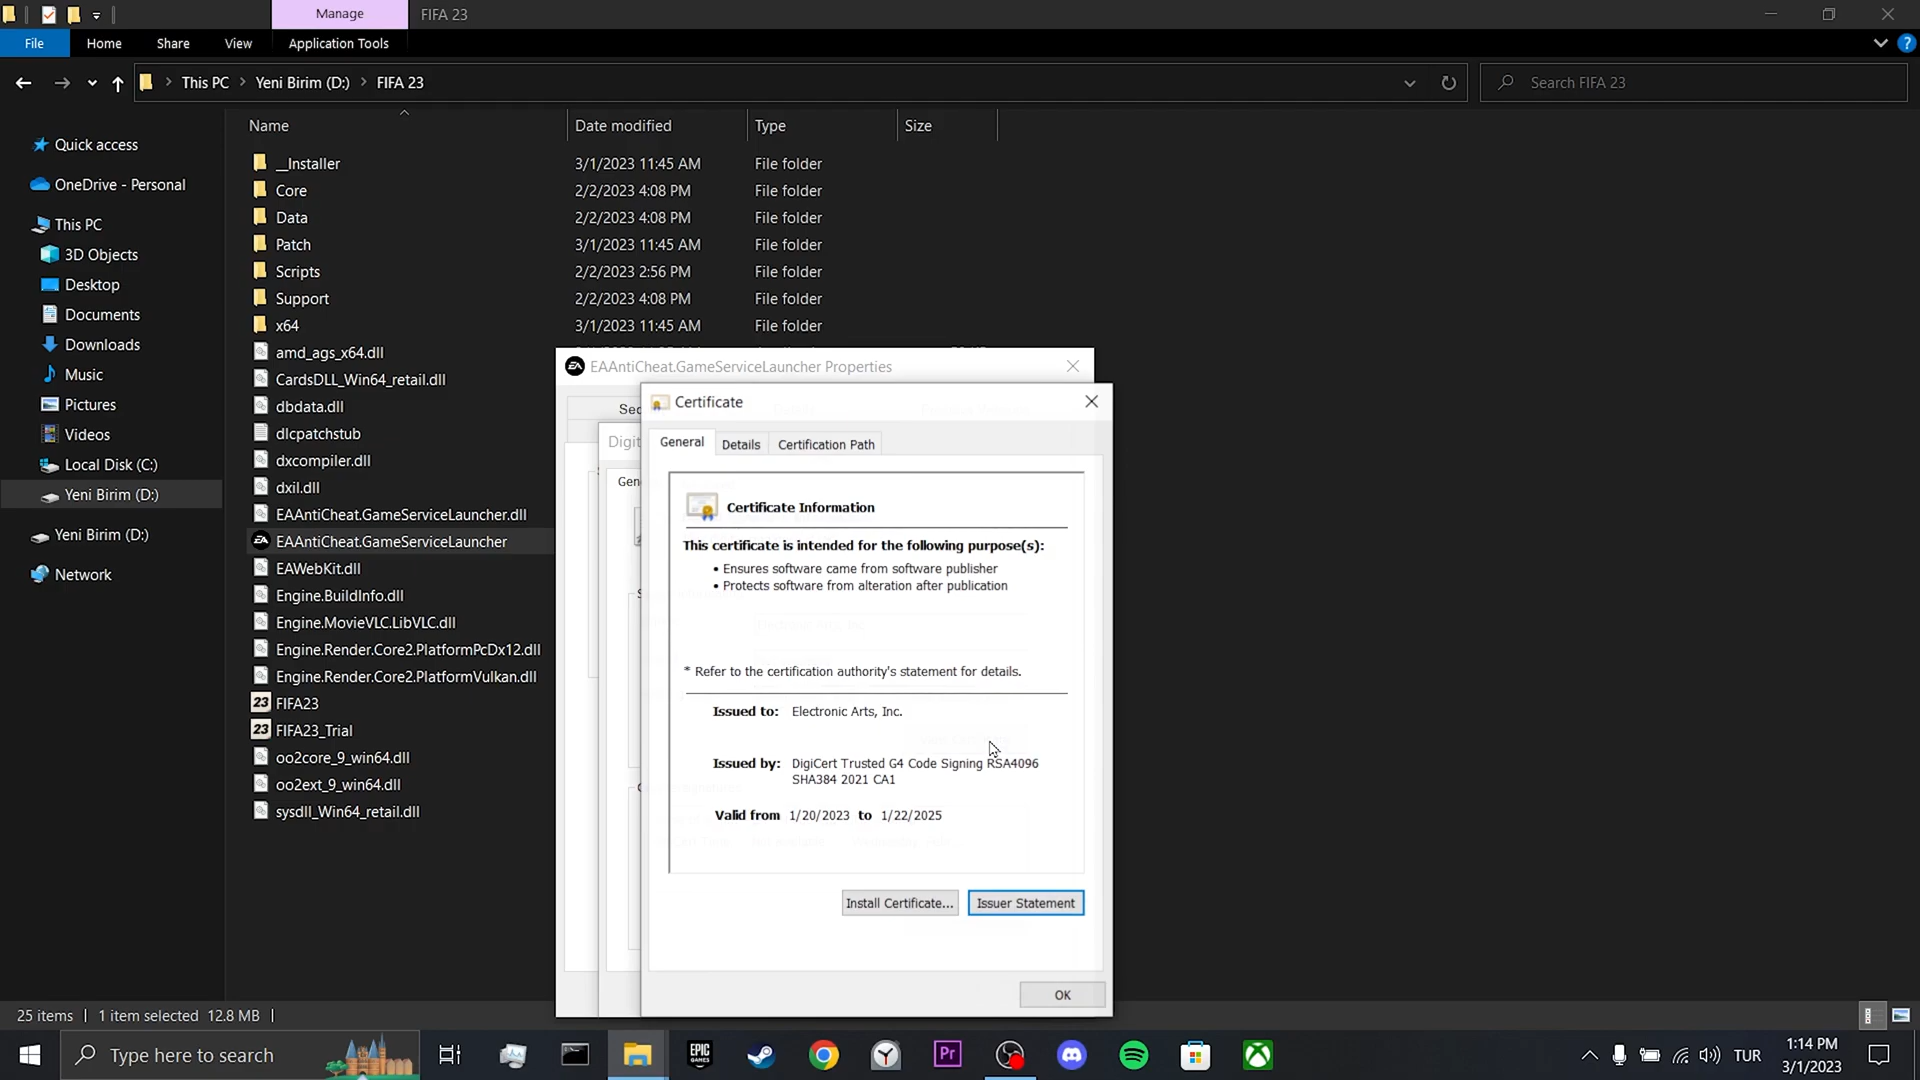 Manage
FIFA 23
File
Home
Share
View
Application Tools
This PC
Yeni Birim (D:)
FIFA 23
Search FIFA 23
Name
Date modified
Type
Size
Quick access
OneDrive - Personal
This PC
3D Objects
Desktop
Documents
Downloads
Music
Pictures
Videos
Local Disk (C:)
Yeni Birim (D:)
Yeni Birim (D:)
Network
__Installer 3/1/2023 11:45 AM File folder
Core 2/2/2023 4:08 PM File folder
Data 2/2/2023 4:08 PM File folder
Patch 3/1/2023 11:45 AM File folder
Scripts 2/2/2023 2:56 PM File folder
Support 2/2/2023 4:08 PM File folder
x64 3/1/2023 11:45 AM File folder
amd_ags_x64.dll
CardsDLL_Win64_retail.dll
dbdata.dll
dlcpatchstub
dxcompiler.dll
dxil.dll
EAAntiCheat.GameServiceLauncher.dll
EAAntiCheat.GameServiceLauncher
EAWebKit.dll
Engine.BuildInfo.dll
Engine.MovieVLC.LibVLC.dll
Engine.Render.Core2.PlatformPcDx12.dll
Engine.Render.Core2.PlatformVulkan.dll
FIFA23
FIFA23_Trial
oo2core_9_win64.dll
oo2ext_9_win64.dll
sysdll_Win64_retail.dll
EAAntiCheat.GameServiceLauncher Properties
Sec
Digit
Gen
Certificate
General
Details
Certification Path
Certificate Information
This certificate is intended for the following purpose(s):
• Ensures software came from software publisher
• Protects software from alteration after publication
* Refer to the certification authority's statement for details.
Issued to: Electronic Arts, Inc.
Issued by: DigiCert Trusted G4 Code Signing RSA4096
SHA384 2021 CA1
Valid from 1/20/2023 to 1/22/2025
Install Certificate...
Issuer Statement
OK
25 items
1 item selected 12.8 MB
Type here to search
EPIC
GAMES
Pr
TUR
1:14 PM
3/1/2023